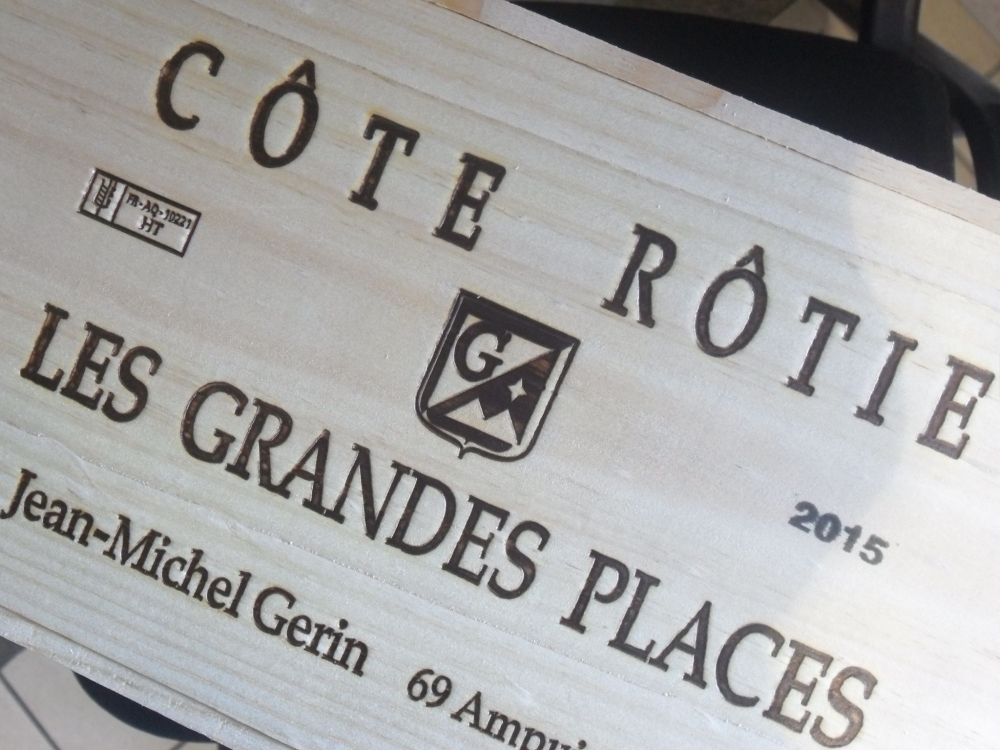 CÔTE RÔTIE
FR-AQ-10221
HT
G
2015
LES GRANDES PLACES
Jean-Michel Gerin 69